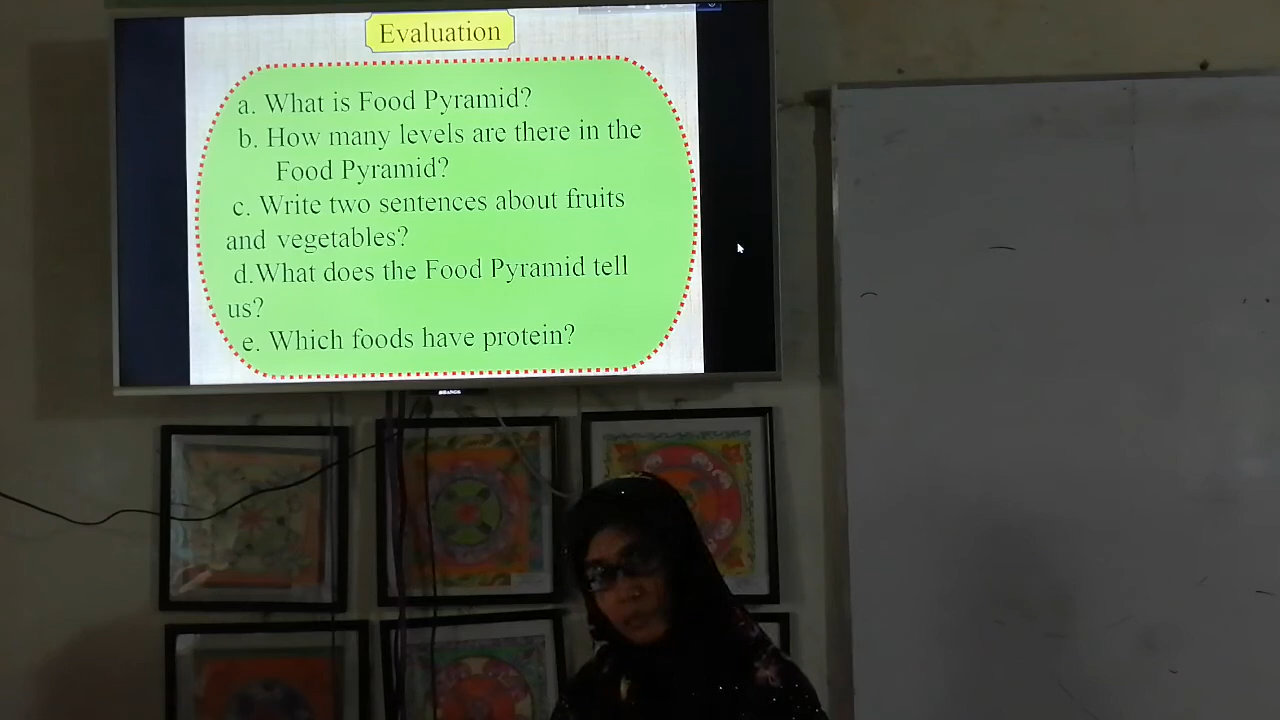 Evaluation
a. What is Food Pyramid?
b. How many levels are there in the
Food Pyramid?
c. Write two sentences about fruits
and vegetables?
d.What does the Food Pyramid tell
us?
e. Which foods have protein?